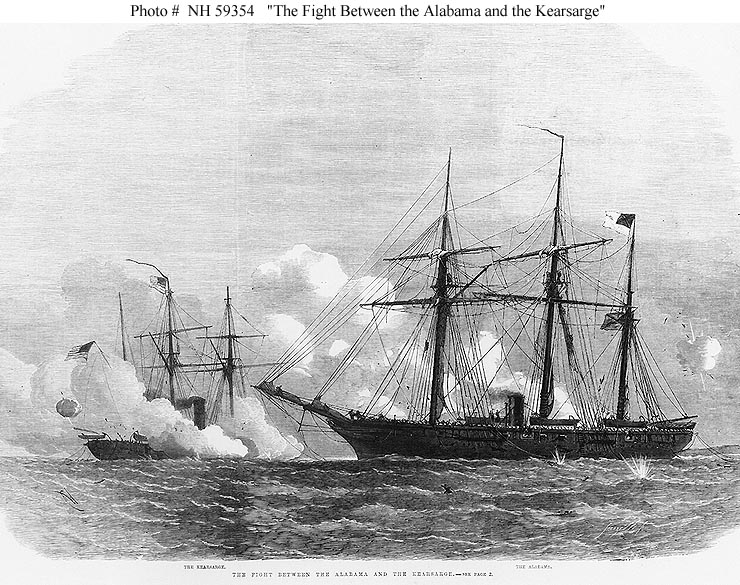 Photo # NH 59354 "The Fight Between the Alabama and the Kearsarge"
THE KEARSARGE. THE ALABAMA.
THE FIGHT BETWEEN THE ALABAMA AND THE KEARSARGE.—SEE PAGE 2.